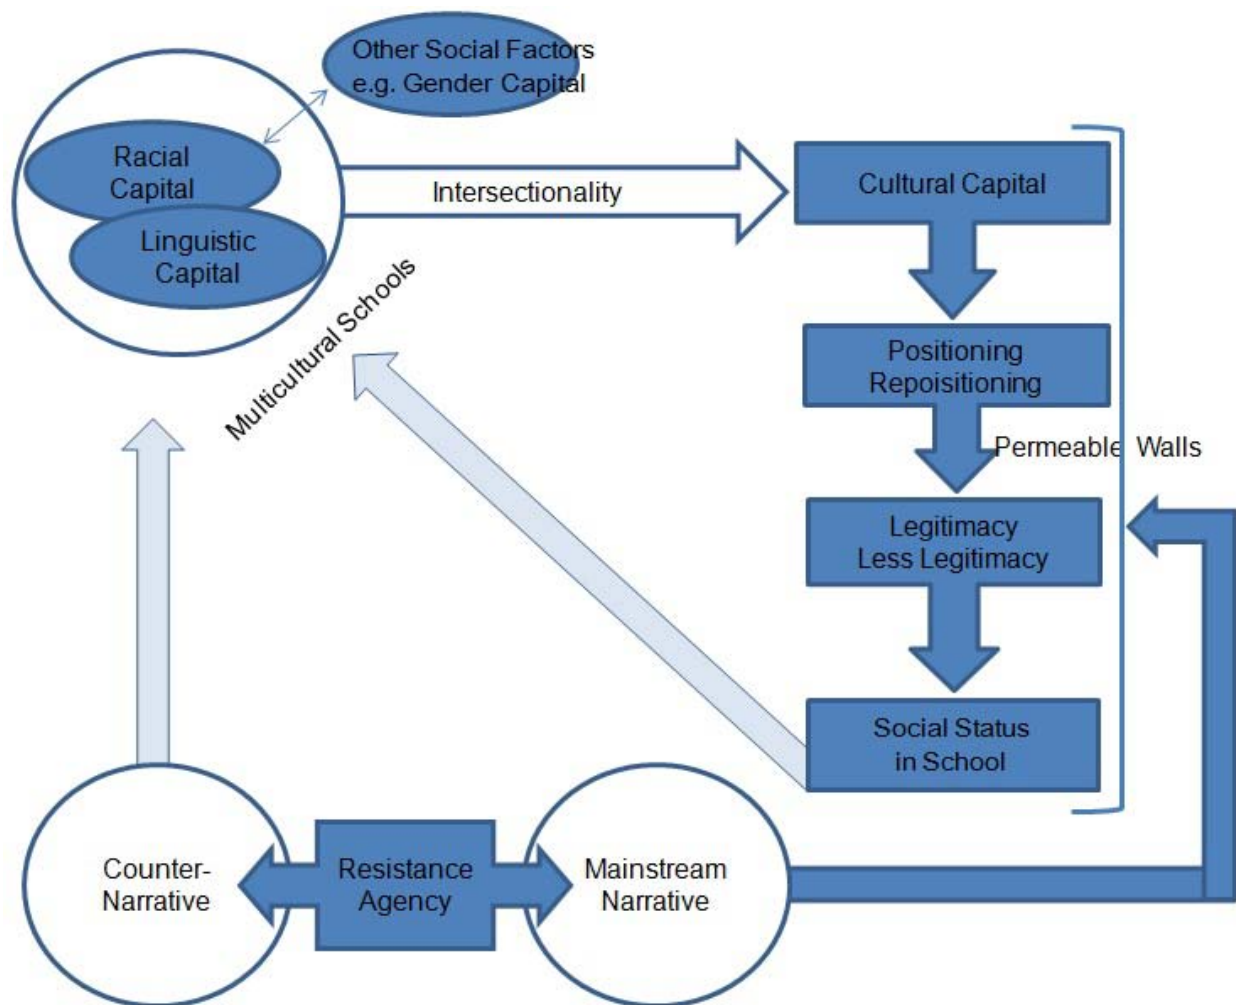 Other Social Factors
e.g. Gender Capital
Racial
Capital
Linguistic
Capital
Intersectionality
Cultural Capital
Multicultural Schools
Positioning
Repoisitioning
Permeable Walls
Legitimacy
Less Legitimacy
Social Status
in School
Counter-
Narrative
Resistance
Agency
Mainstream
Narrative